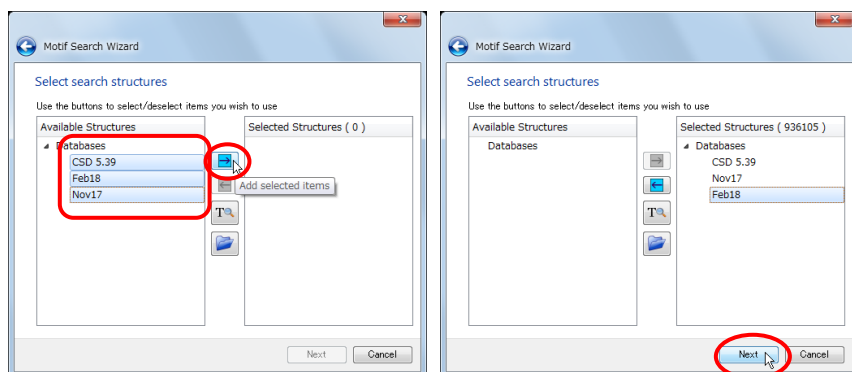 Motif Search Wizard
Select search structures
Use the buttons to select/deselect items you wish to use
Available Structures
Databases
CSD 5.39
Feb18
Nov17
Selected Structures ( 0 )
Add selected items
T
Next
Cancel
Motif Search Wizard
Select search structures
Use the buttons to select/deselect items you wish to use
Available Structures
Databases
T
Selected Structures ( 936105 )
Databases
CSD 5.39
Nov17
Feb18
Next
Cancel